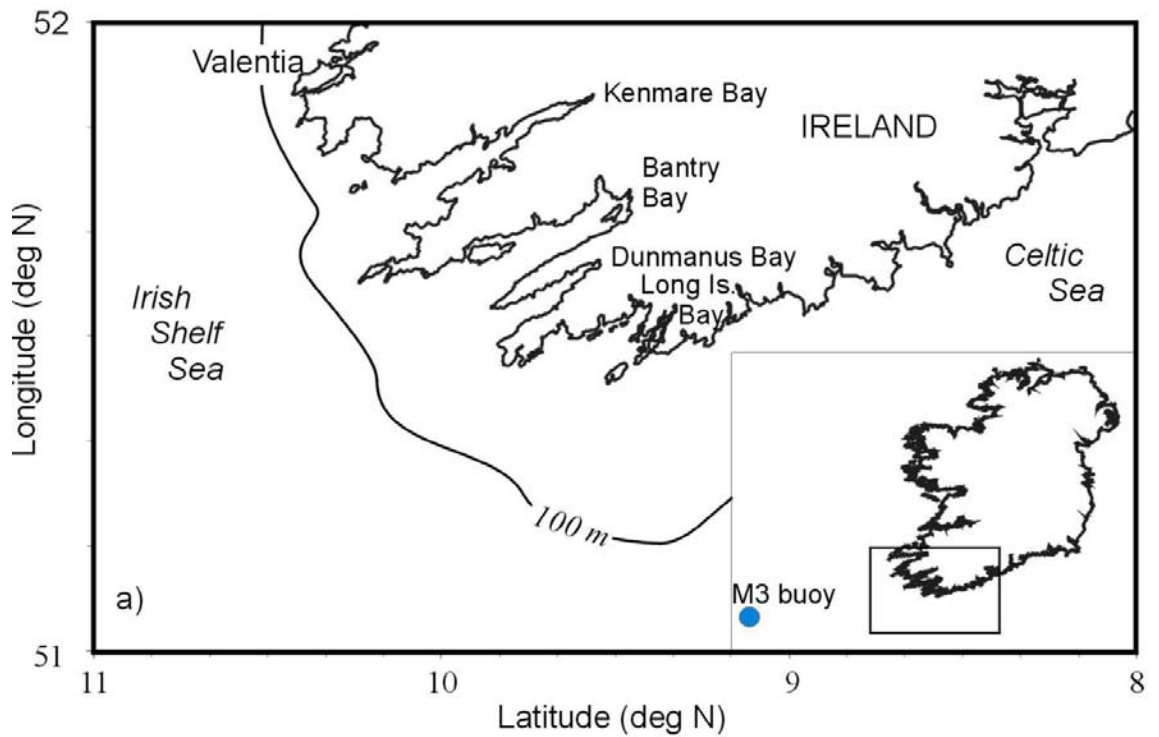 52
Valentia
Kenmare Bay
IRELAND
Bantry
Bay
Dunmanus Bay
Long Is.
Bay
Celtic
Sea
Irish
Shelf
Sea
Longitude (deg N)
100 m
a)
M3 buoy
51
11 10 9 8
Latitude (deg N)